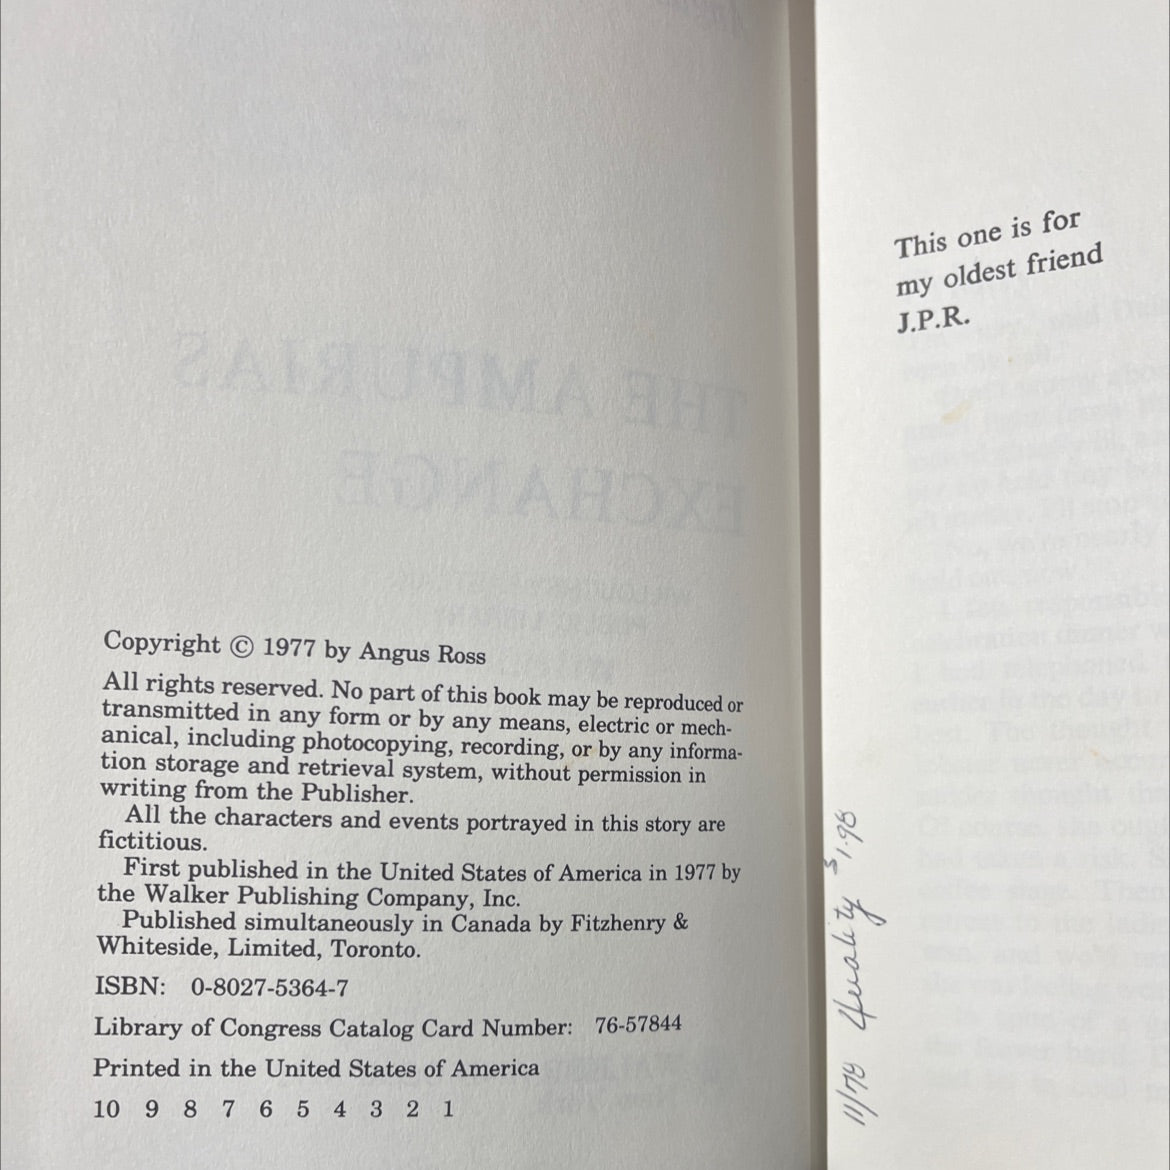 THE AMPURIAS
EXCHANGE
Copyright © 1977 by Angus Ross
All rights reserved. No part of this book may be reproduced or
transmitted in any form or by any means, electric or mech-
anical, including photocopying, recording, or by any informa-
tion storage and retrieval system, without permission in
writing from the Publisher.
All the characters and events portrayed in this story are
fictitious.
First published in the United States of America in 1977 by
the Walker Publishing Company, Inc.
Published simultaneously in Canada by Fitzhenry &
Whiteside, Limited, Toronto.
ISBN: 0-8027-5364-7
Library of Congress Catalog Card Number: 76-57844
Printed in the United States of America
10 9 8 7 6 5 4 3 2 1
This one is for
my oldest friend
J.P.R.
11/78 Quality $1.98